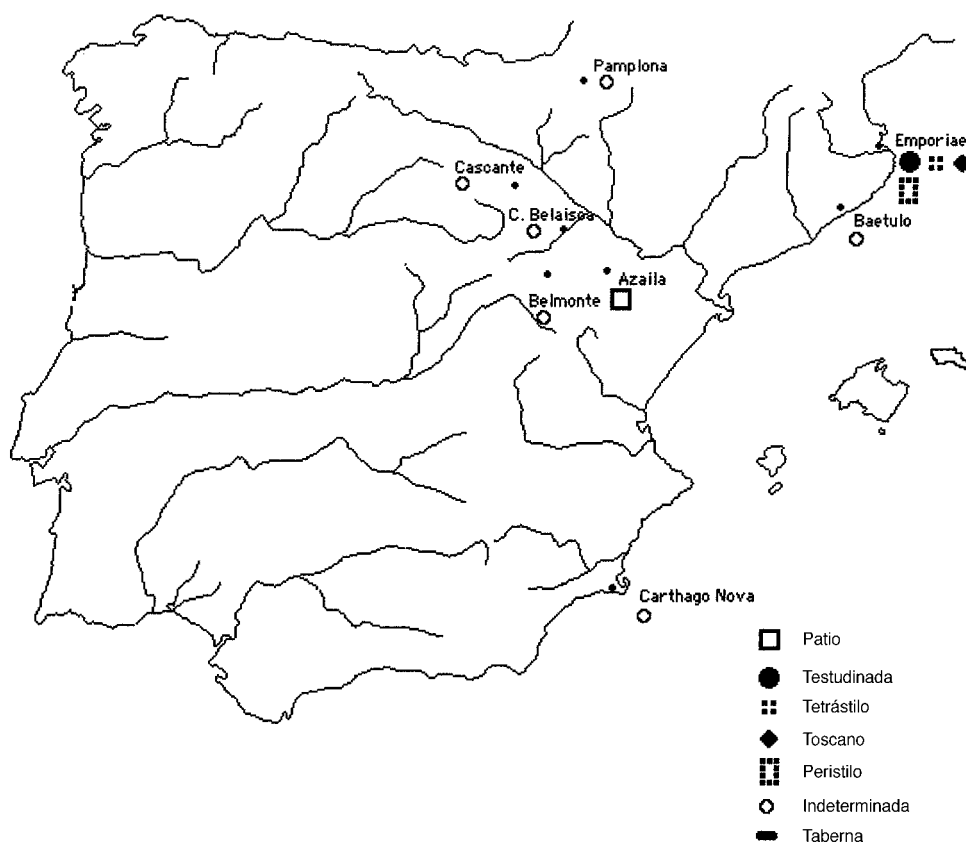 Pamplona
Emporiae
Cascante
C. Belaisca
Baetulo
Azaila
Belmonte
Carthago Nova
Patio
Testudinada
Tetrástilo
Toscano
Peristilo
Indeterminada
Taberna